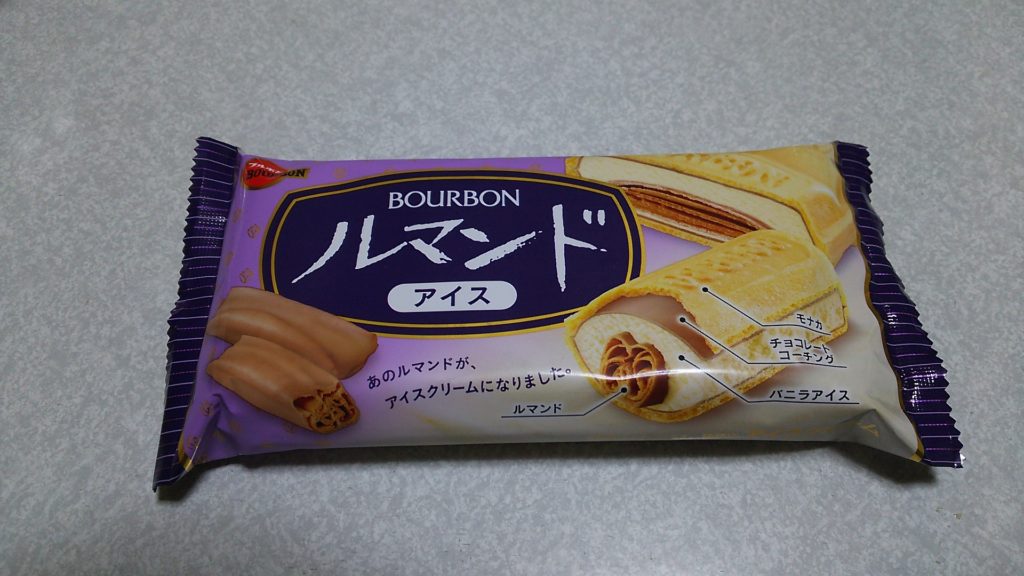 BOURBON
BOURBON
ルマンド
アイス
あのルマンドが、
アイスクリームになりました。
モナカ
チョコレート
コーチング
バニラアイス
ルマンド